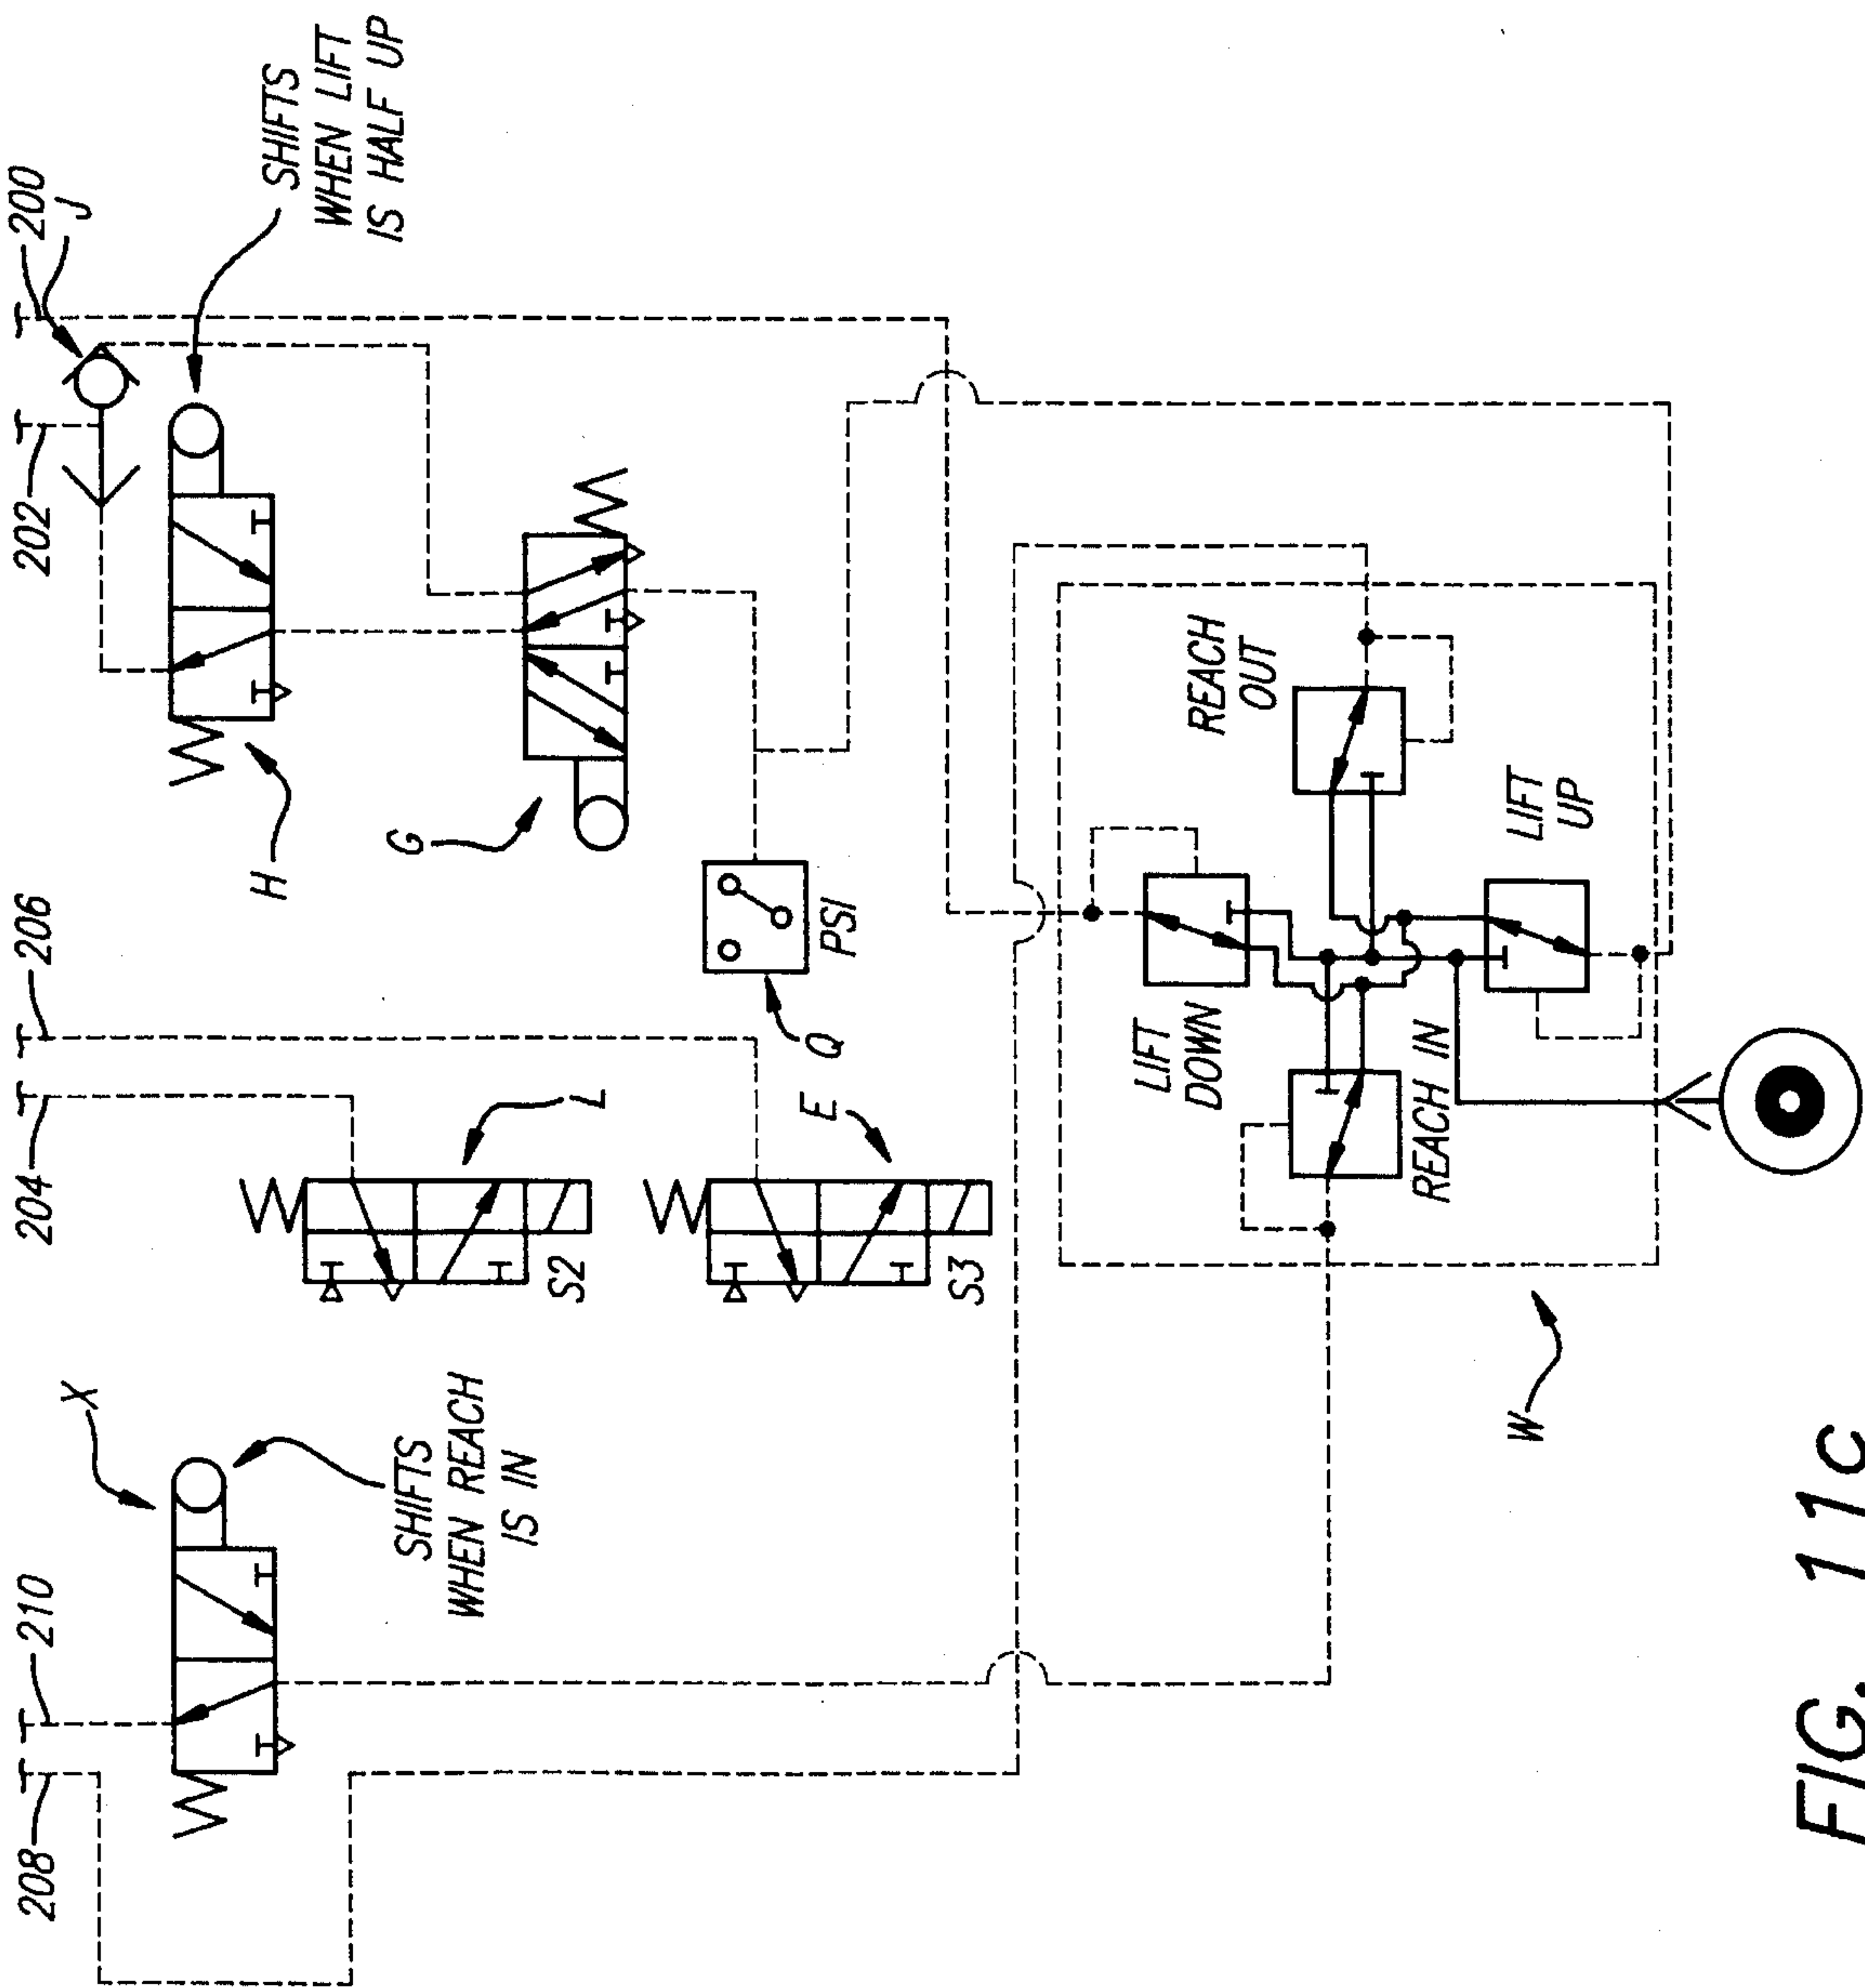 208
210
204
206
202
200
J
X
SHIFTS
WHEN REACH
IS IN
SHIFTS
WHEN LIFT
IS HALF UP
H
G
L
S2
E
S3
Q
PSI
LIFT
DOWN
REACH
OUT
REACH IN
LIFT
UP
W
FIG. 11c